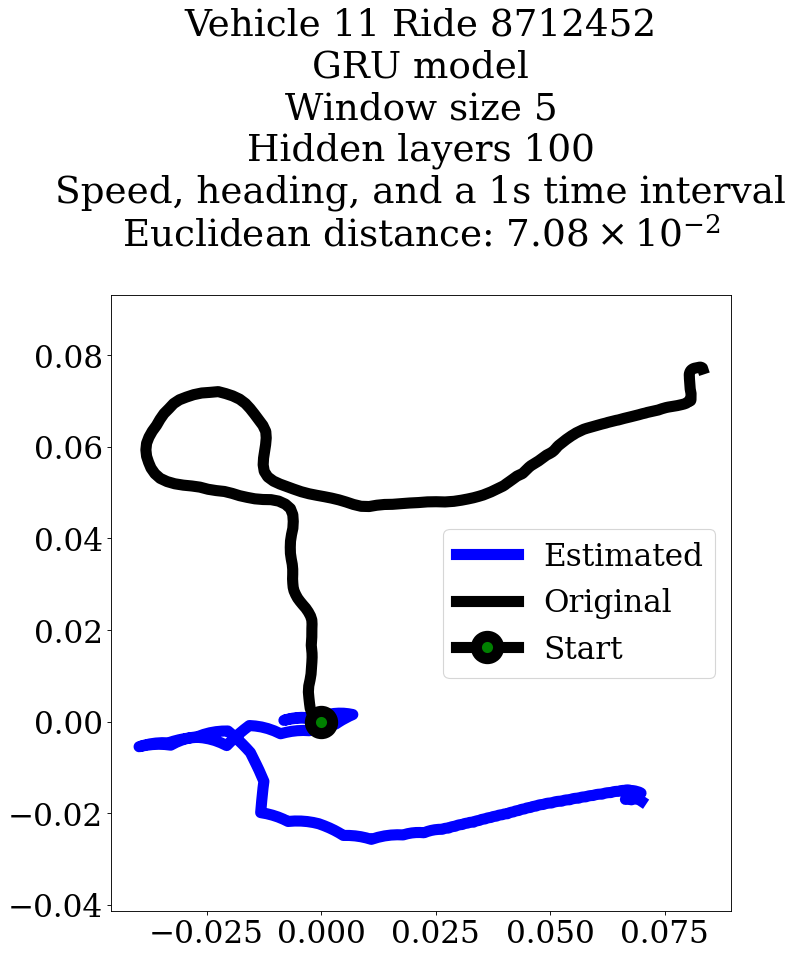 Vehicle 11 Ride 8712452
GRU model
Window size 5
Hidden layers 100
Speed, heading, and a 1s time interval
Euclidean distance: 7.08 × 10⁻²
0.08
0.06
0.04
0.02
0.00
−0.02
−0.04
Estimated
Original
Start
−0.025 0.000 0.025 0.050 0.075